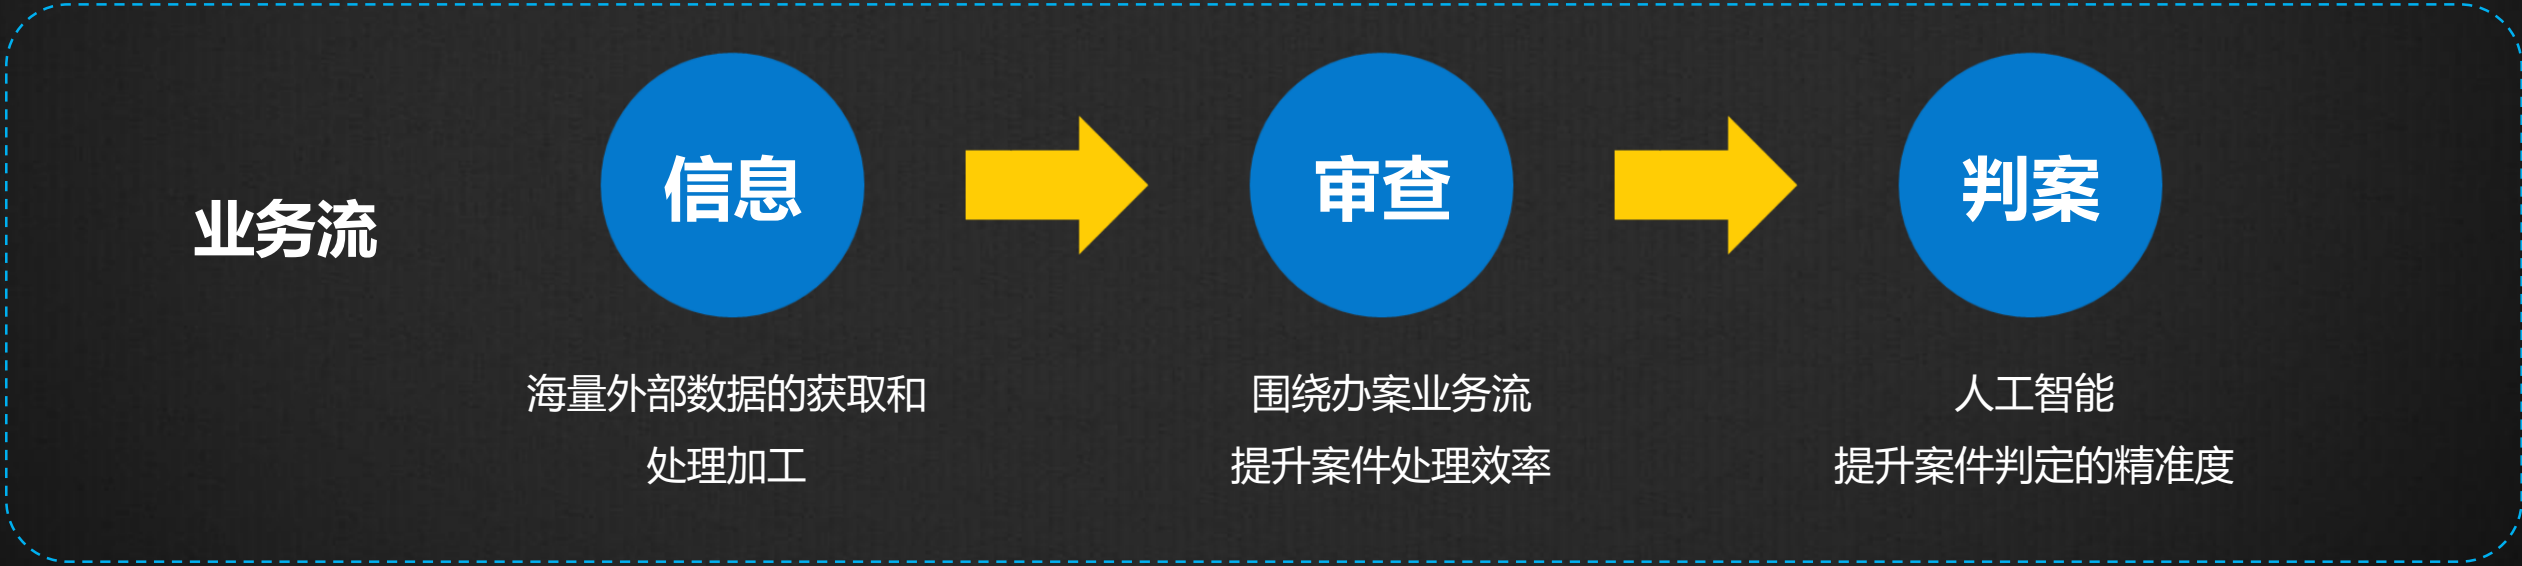 业务流
信息
审查
判案
海量外部数据的获取和
处理加工
围绕办案业务流
提升案件处理效率
人工智能
提升案件判定的精准度